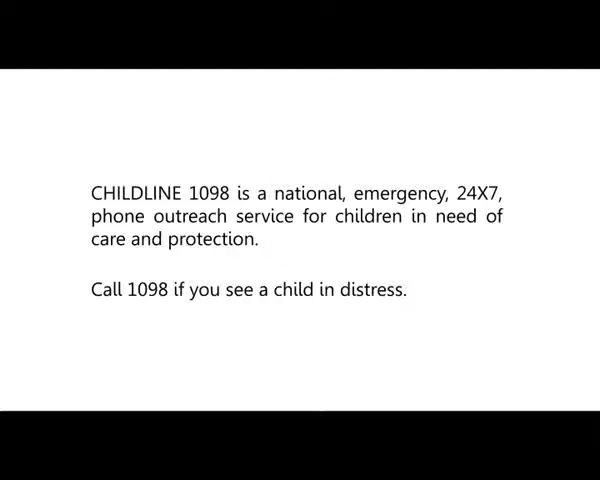 CHILDLINE 1098 is a national, emergency, 24X7,
phone outreach service for children in need of
care and protection.
Call 1098 if you see a child in distress.